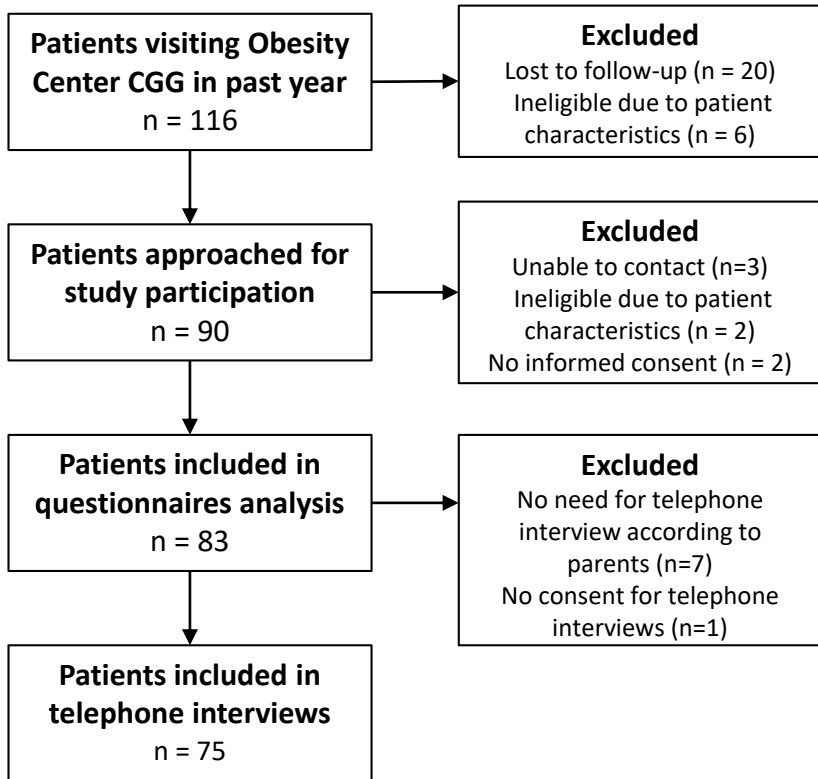 Patients visiting Obesity
Center CGG in past year
n = 116
Excluded
Lost to follow-up (n = 20)
Ineligible due to patient
characteristics (n = 6)
Patients approached for
study participation
n = 90
Excluded
Unable to contact (n=3)
Ineligible due to patient
characteristics (n = 2)
No informed consent (n = 2)
Patients included in
questionnaires analysis
n = 83
Excluded
No need for telephone
interview according to
parents (n=7)
No consent for telephone
interviews (n=1)
Patients included in
telephone interviews
n = 75